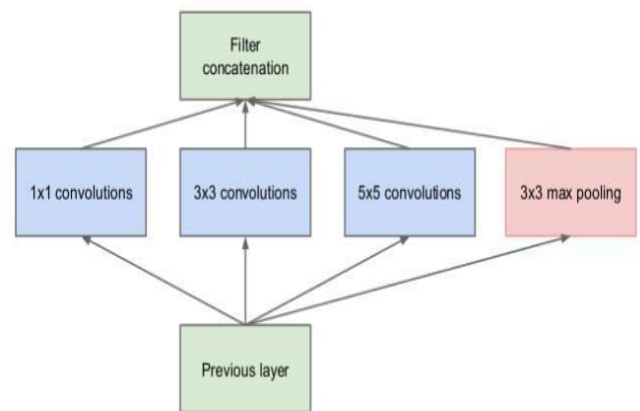 Filter
concatenation
1x1 convolutions
3x3 convolutions
5x5 convolutions
3x3 max pooling
Previous layer